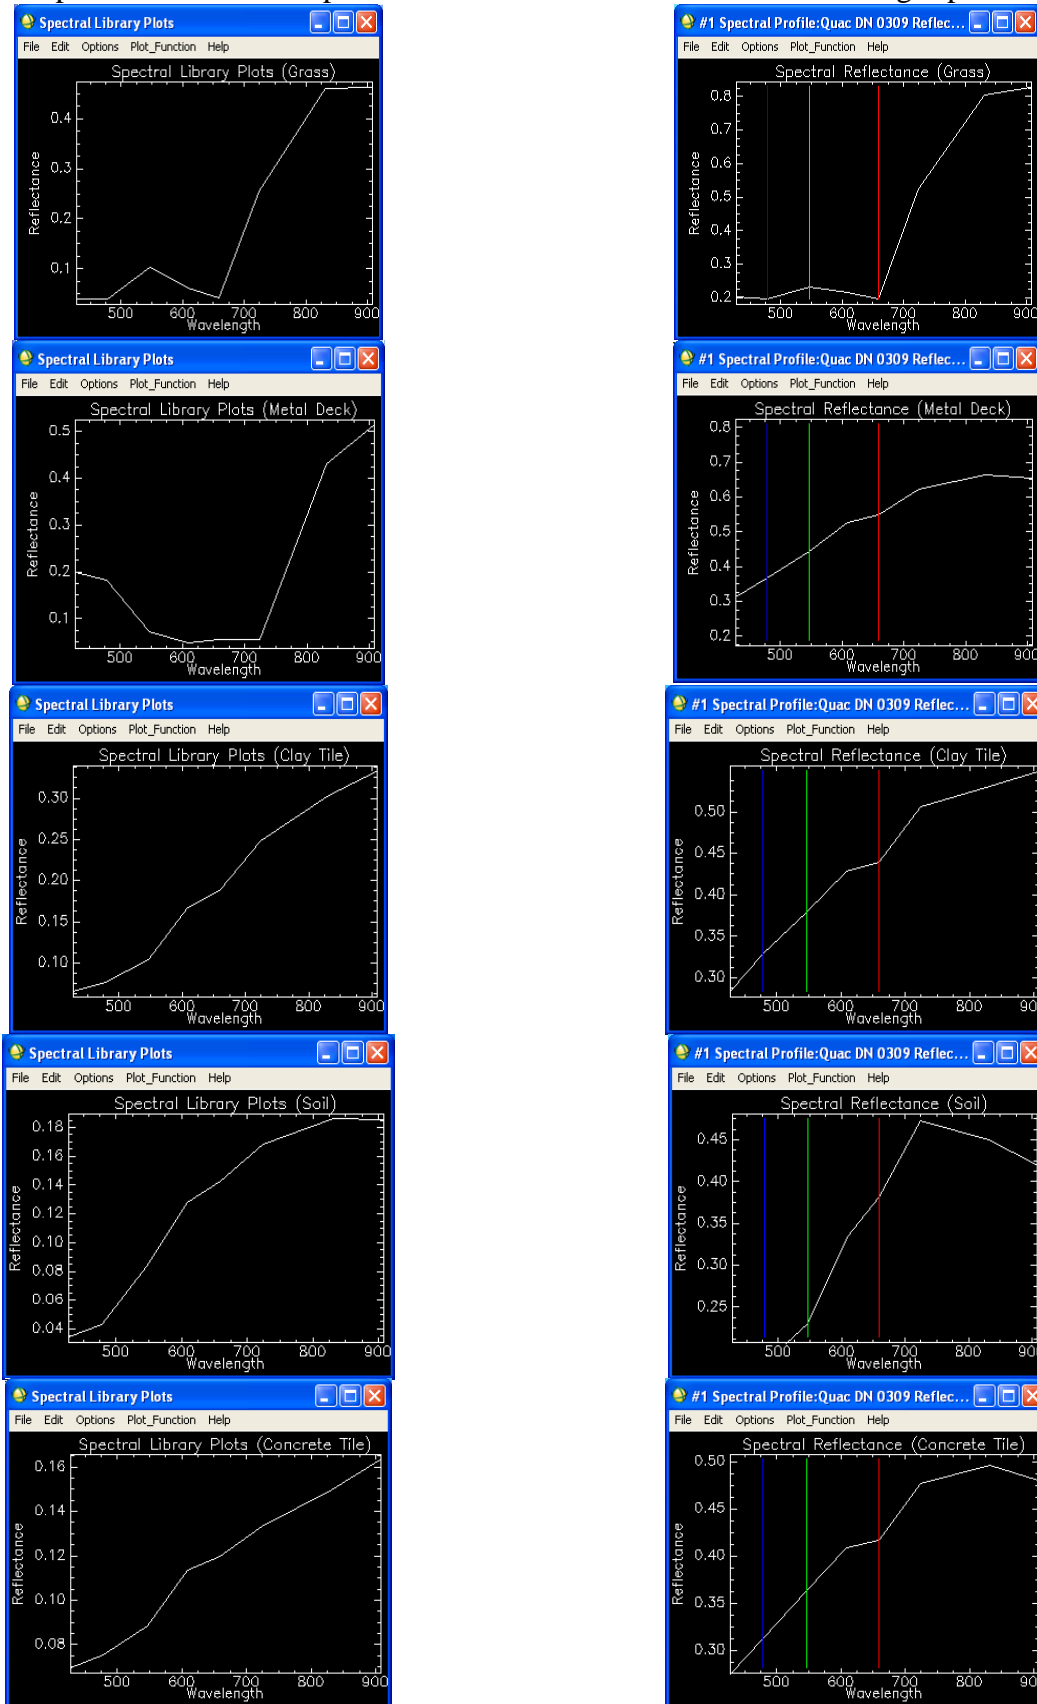 Spectral Library Plots
File Edit Options Plot_Function Help
Spectral Library Plots (Grass)
Reflectance
0.4
0.3
0.2
0.1
500 600 700 800 900
Wavelength
#1 Spectral Profile:Quac DN 0309 Reflec...
File Edit Options Plot_Function Help
Spectral Reflectance (Grass)
Reflectance
0.8
0.7
0.6
0.5
0.4
0.3
0.2
500 600 700 800 900
Wavelength
Spectral Library Plots
File Edit Options Plot_Function Help
Spectral Library Plots (Metal Deck)
Reflectance
0.5
0.4
0.3
0.2
0.1
500 600 700 800 900
Wavelength
#1 Spectral Profile:Quac DN 0309 Reflec...
File Edit Options Plot_Function Help
Spectral Reflectance (Metal Deck)
Reflectance
0.8
0.7
0.6
0.5
0.4
0.3
0.2
500 600 700 800 900
Wavelength
Spectral Library Plots
File Edit Options Plot_Function Help
Spectral Library Plots (Clay Tile)
Reflectance
0.30
0.25
0.20
0.15
0.10
500 600 700 800 900
Wavelength
#1 Spectral Profile:Quac DN 0309 Reflec...
File Edit Options Plot_Function Help
Spectral Reflectance (Clay Tile)
Reflectance
0.50
0.45
0.40
0.35
0.30
500 600 700 800 900
Wavelength
Spectral Library Plots
File Edit Options Plot_Function Help
Spectral Library Plots (Soil)
Reflectance
0.18
0.16
0.14
0.12
0.10
0.08
0.06
0.04
500 600 700 800 900
Wavelength
#1 Spectral Profile:Quac DN 0309 Reflec...
File Edit Options Plot_Function Help
Spectral Reflectance (Soil)
Reflectance
0.45
0.40
0.35
0.30
0.25
500 600 700 800 900
Wavelength
Spectral Library Plots
File Edit Options Plot_Function Help
Spectral Library Plots (Concrete Tile)
Reflectance
0.16
0.14
0.12
0.10
0.08
500 600 700 800 900
Wavelength
#1 Spectral Profile:Quac DN 0309 Reflec...
File Edit Options Plot_Function Help
Spectral Reflectance (Concrete Tile)
Reflectance
0.50
0.45
0.40
0.35
0.30
500 600 700 800 900
Wavelength